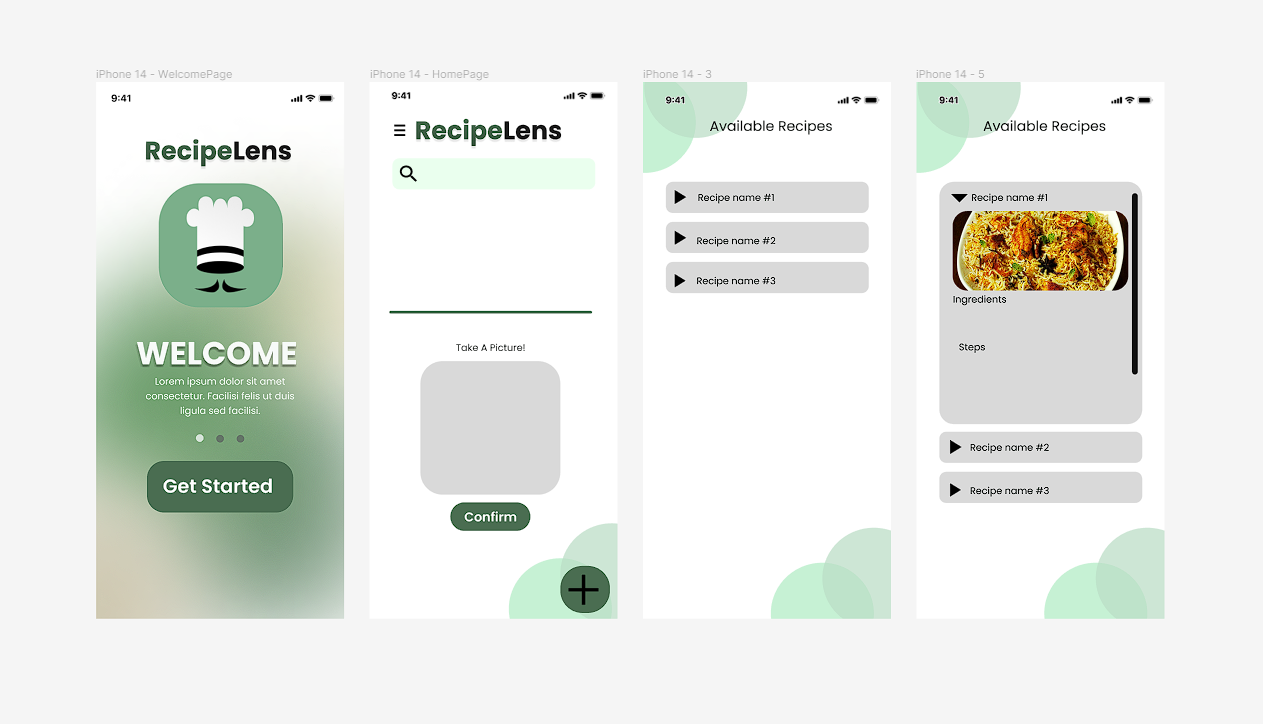 iPhone 14 - WelcomePage
9:41
RecipeLens
WELCOME
Lorem ipsum dolor sit amet
consectetur. Facilisi felis ut duis
ligula sed facilisi.
Get Started
iPhone 14 - HomePage
9:41
RecipeLens
Take A Picture!
Confirm
iPhone 14 - 3
9:41
Available Recipes
Recipe name #1
Recipe name #2
Recipe name #3
iPhone 14 - 5
9:41
Available Recipes
Recipe name #1
Ingredients
Steps
Recipe name #2
Recipe name #3